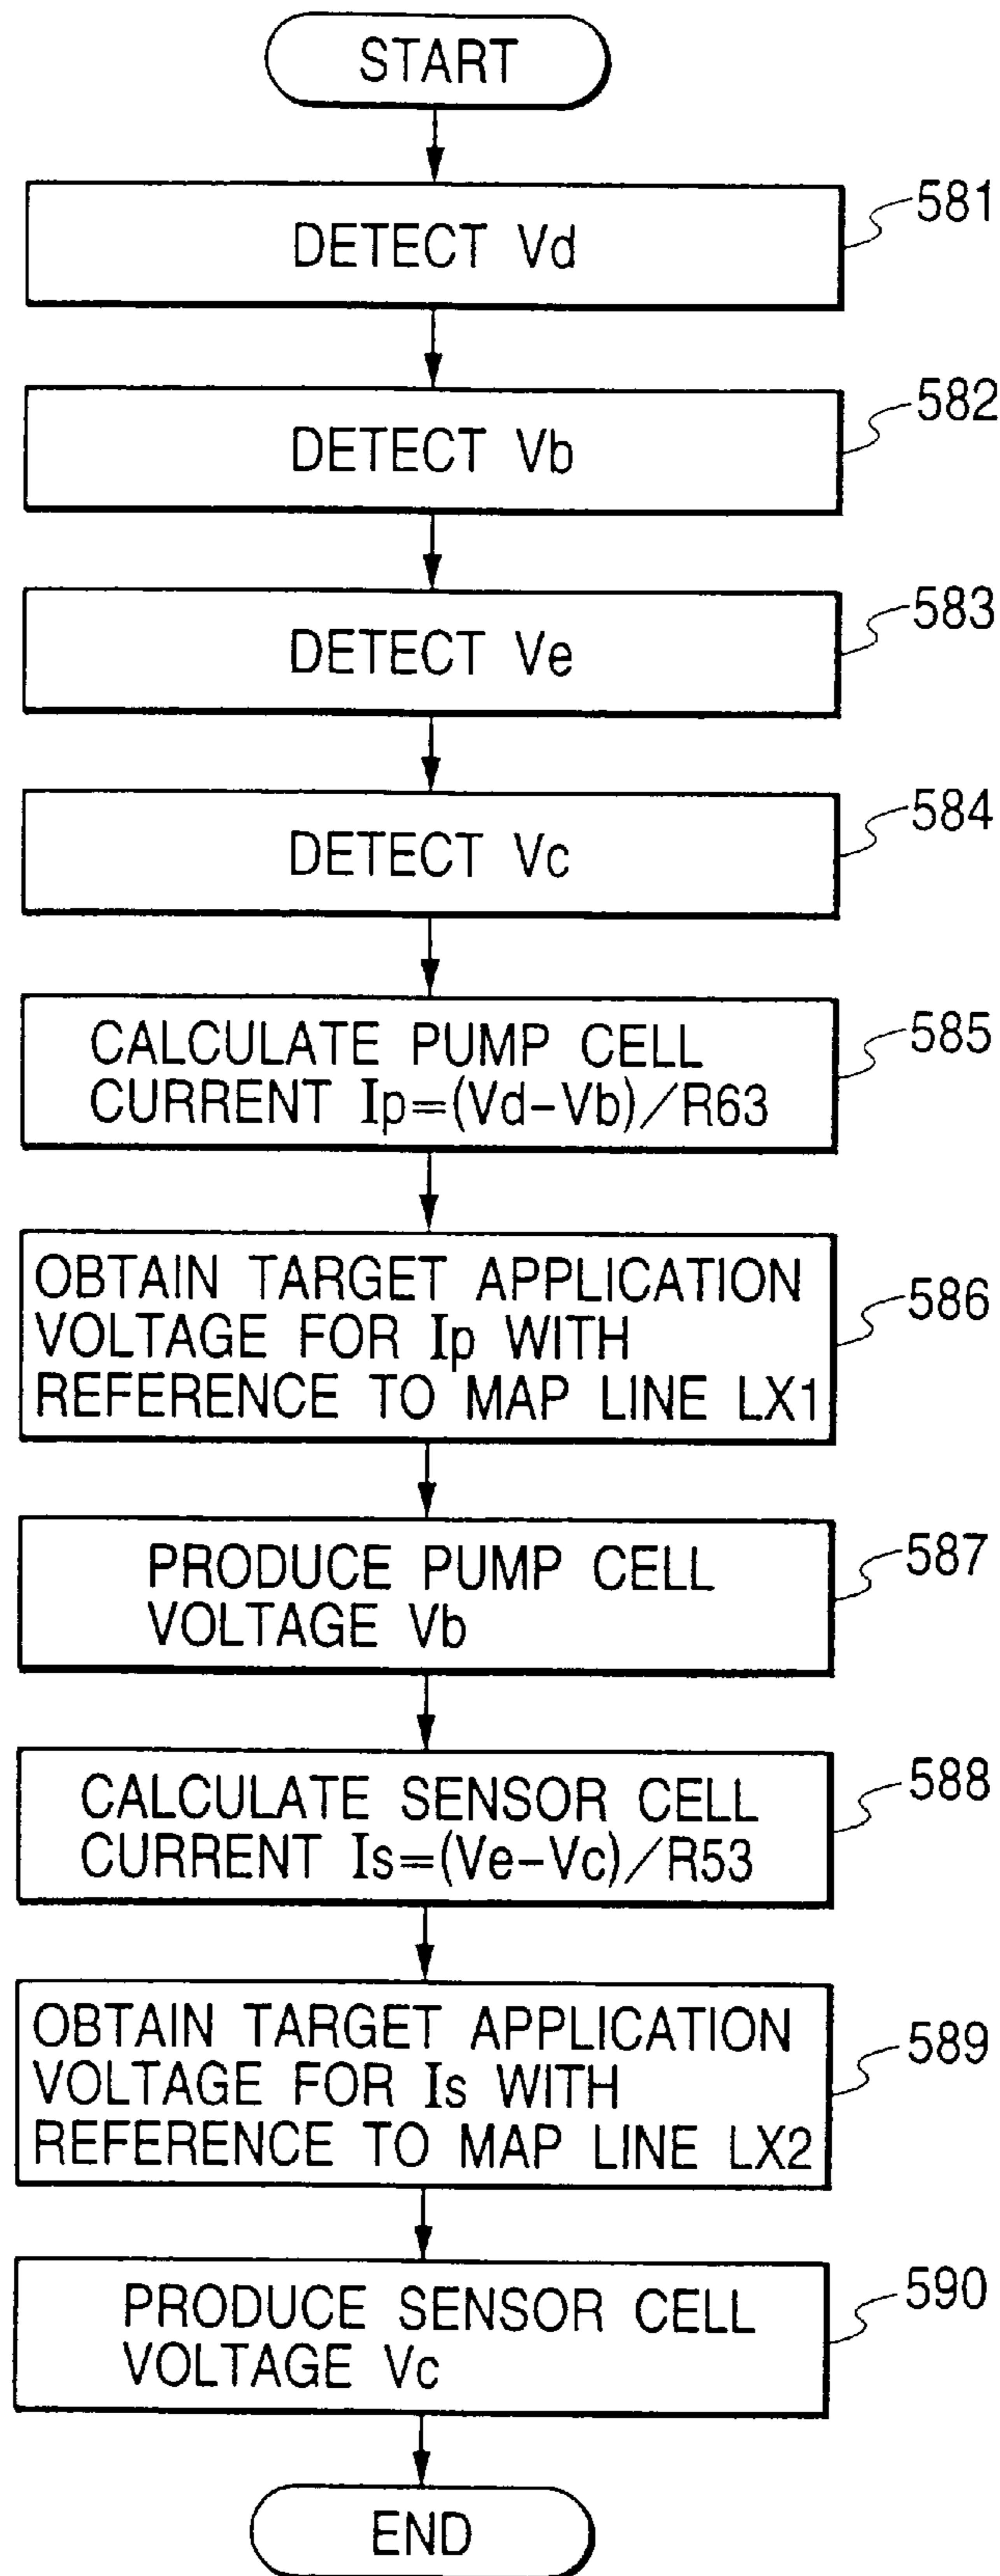 START
DETECT Vd
581
DETECT Vb
582
DETECT Ve
583
DETECT Vc
584
CALCULATE PUMP CELL
CURRENT Ip=(Vd-Vb)/R63
585
OBTAIN TARGET APPLICATION
VOLTAGE FOR Ip WITH
REFERENCE TO MAP LINE LX1
586
PRODUCE PUMP CELL
VOLTAGE Vb
587
CALCULATE SENSOR CELL
CURRENT Is=(Ve-Vc)/R53
588
OBTAIN TARGET APPLICATION
VOLTAGE FOR Is WITH
REFERENCE TO MAP LINE LX2
589
PRODUCE SENSOR CELL
VOLTAGE Vc
590
END